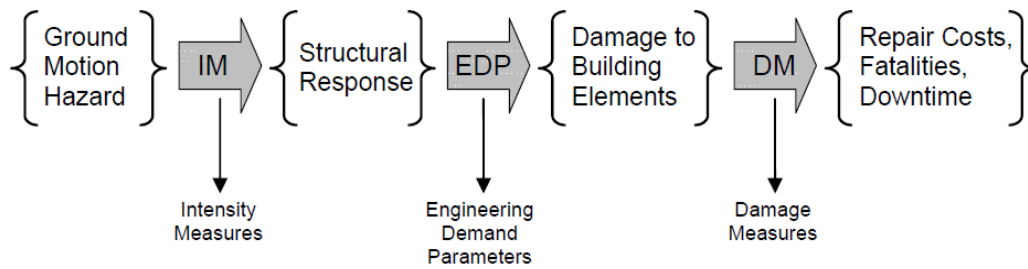 Ground
Motion
Hazard
IM
Structural
Response
EDP
Damage to
Building
Elements
DM
Repair Costs,
Fatalities,
Downtime
Intensity
Measures
Engineering
Demand
Parameters
Damage
Measures